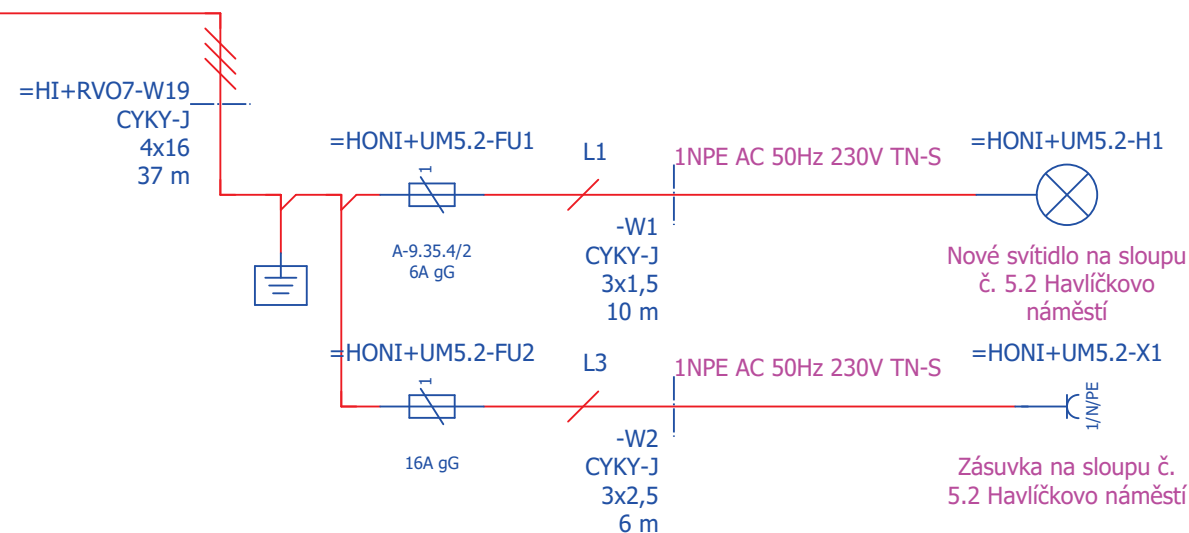 =HI+RVO7-W19
CYKY-J
4x16
37 m
=HONI+UM5.2-FU1
1
A-9.35.4/2
6A gG
L1
-W1
CYKY-J
3x1,5
10 m
1NPE AC 50Hz 230V TN-S
=HONI+UM5.2-H1
Nové svítidlo na sloupu
č. 5.2 Havlíčkovo
náměstí
=HONI+UM5.2-FU2
1
16A gG
L3
-W2
CYKY-J
3x2,5
6 m
1NPE AC 50Hz 230V TN-S
=HONI+UM5.2-X1
1/N/PE
Zásuvka na sloupu č.
5.2 Havlíčkovo náměstí